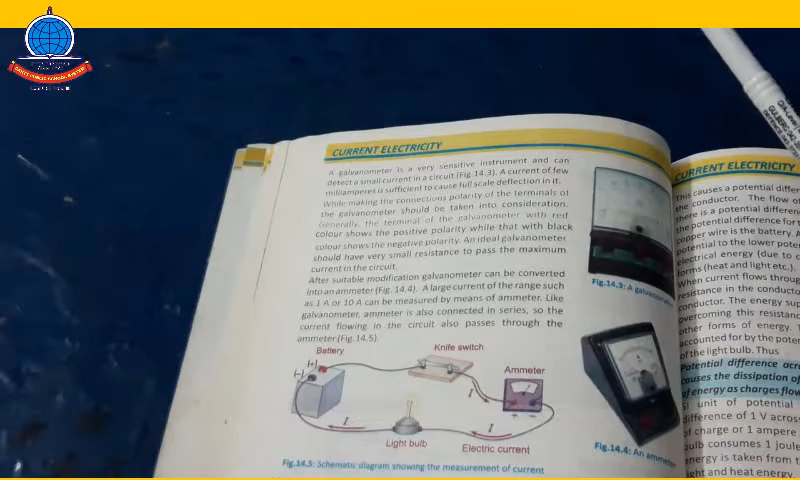 CURRENT ELECTRICITY
A galvanometer is a very sensitive instrument and can
detect a small current in a circuit (Fig.14.3). A current of few
milliamperes is sufficient to cause full scale deflection in it.
While making the connections polarity of the terminals of
the galvanometer should be taken into consideration.
Generally, the terminal of the galvanometer with red
colour shows the positive polarity while that with black
colour shows the negative polarity. An ideal galvanometer
should have very small resistance to pass the maximum
current in the circuit.
After suitable modification galvanometer can be converted
into an ammeter (Fig. 14.4). A large current of the range such
as 1 A or 10 A can be measured by means of ammeter. Like
galvanometer, ammeter is also connected in series, so the
current flowing in the circuit also passes through the
ammeter (Fig.14.5).
Battery
Knife switch
Ammeter
(+)
(−)
I
+ −
I
I
Light bulb
Electric current
Fig.14.3: Schematic diagram showing the measurement of current
Fig.14.3: A galvanometer
Fig.14.4: An ammeter
CURRENT ELECTRICITY
This causes a potential differ
the conductor. The flow of
there is a potential differen
the potential difference for
copper wire is the battery.
potential to the lower poten
electrical energy (due to c
forms (heat and light etc.).
When current flows throug
resistance in the conducto
conductor. The energy sup
overcoming this resistanc
other forms of energy.
accounted for by the poten
of the light bulb. Thus
Potential difference acr
causes the dissipation of
of energy as charges flow
SI unit of potential
difference of 1 V across
of charge or 1 ampere
bulb consumes 1 joule
energy is taken from t
light and heat energy.